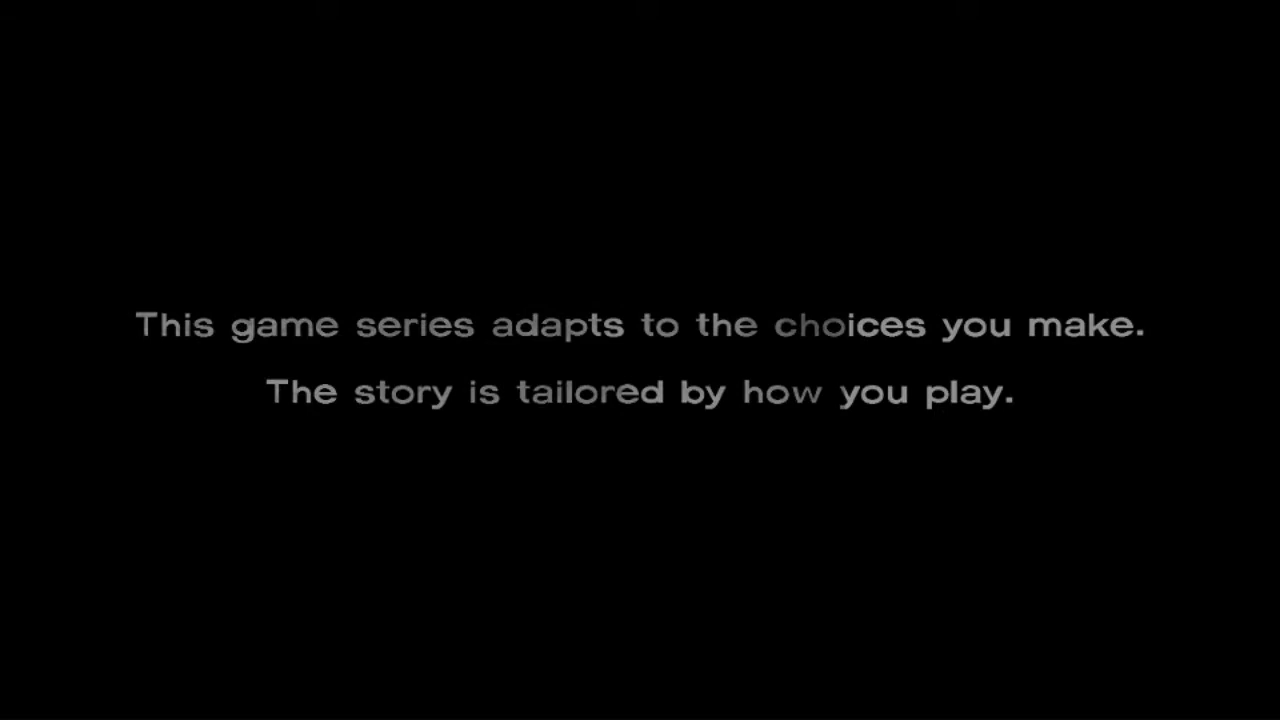 This game series adapts to the choices you make.
The story is tailored by how you play.